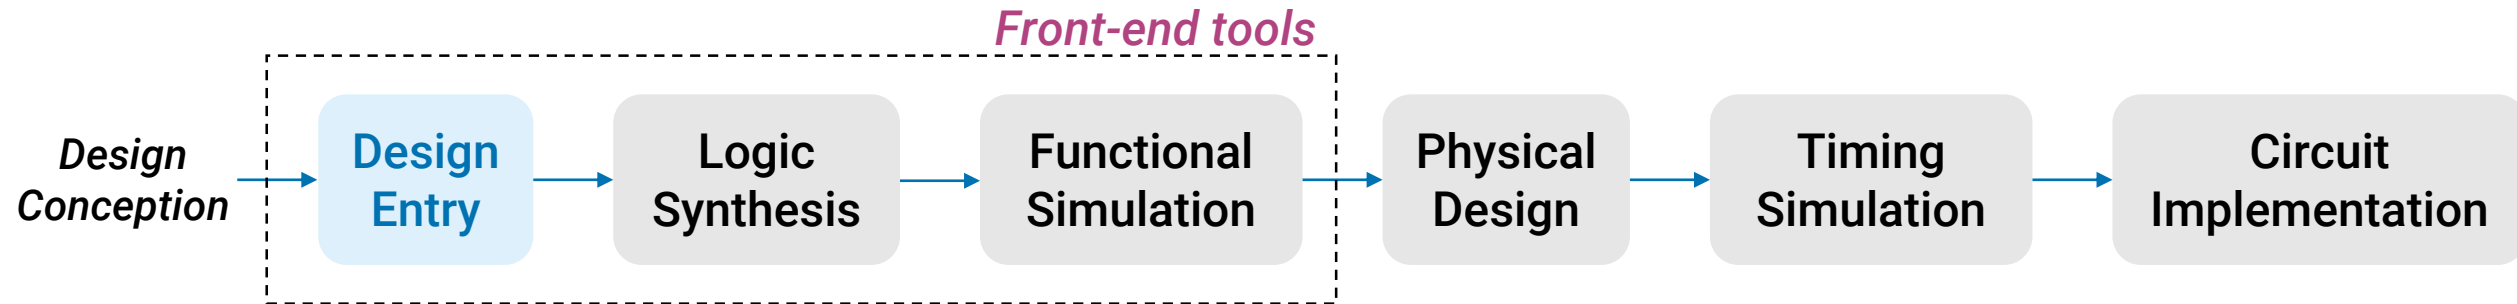 Front-end tools
Design
Conception
Design
Entry
Logic
Synthesis
Functional
Simulation
Physical
Design
Timing
Simulation
Circuit
Implementation